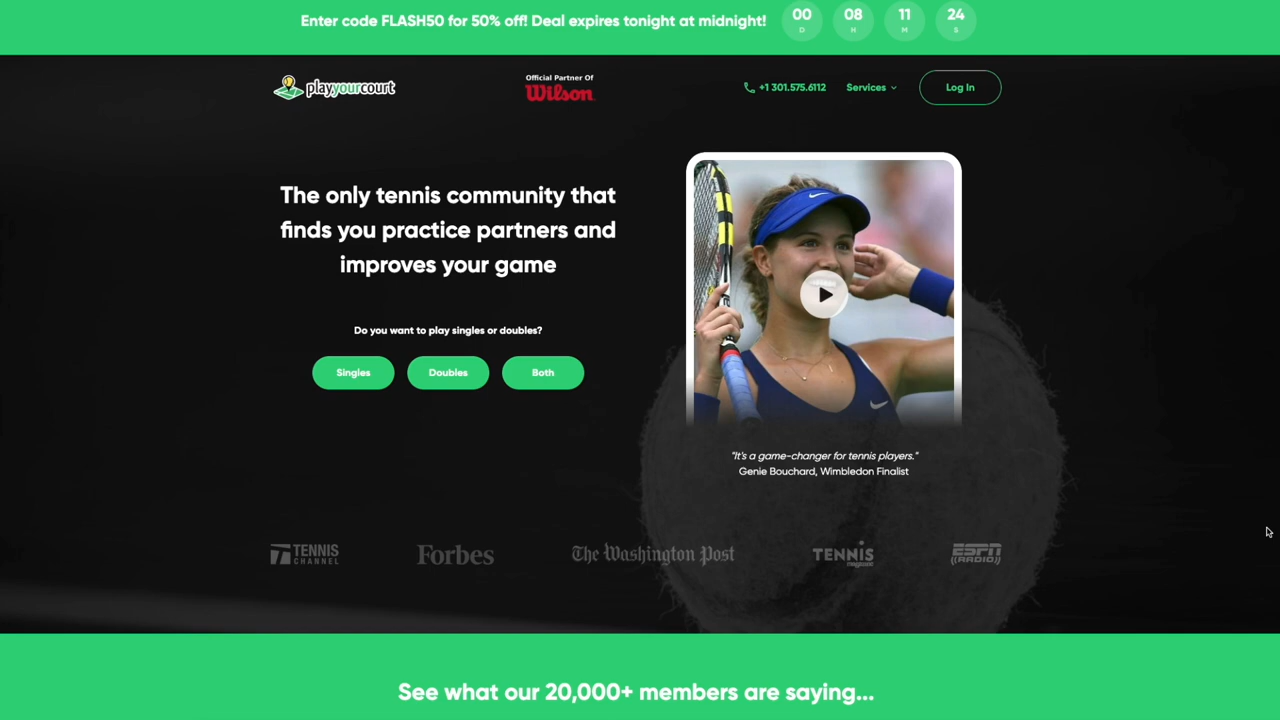 Enter code FLASH50 for 50% off! Deal expires tonight at midnight!
00 08 11 24
D H M S
playyourcourt
Official Partner Of
Wilson
+1 301.575.6112
Services
Log In
The only tennis community that
finds you practice partners and
improves your game
Do you want to play singles or doubles?
Singles
Doubles
Both
"It's a game-changer for tennis players."
Genie Bouchard, Wimbledon Finalist
TENNIS
CHANNEL
Forbes
The Washington Post
TENNIS
magazine
ESPN
RADIO
See what our 20,000+ members are saying...